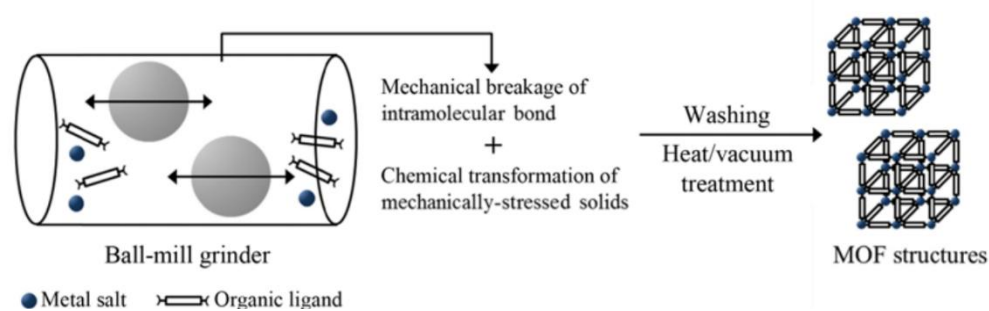 Mechanical breakage of
intramolecular bond
+
Chemical transformation of
mechanically-stressed solids
Washing
Heat/vacuum
treatment
Ball-mill grinder
MOF structures
Metal salt
Organic ligand